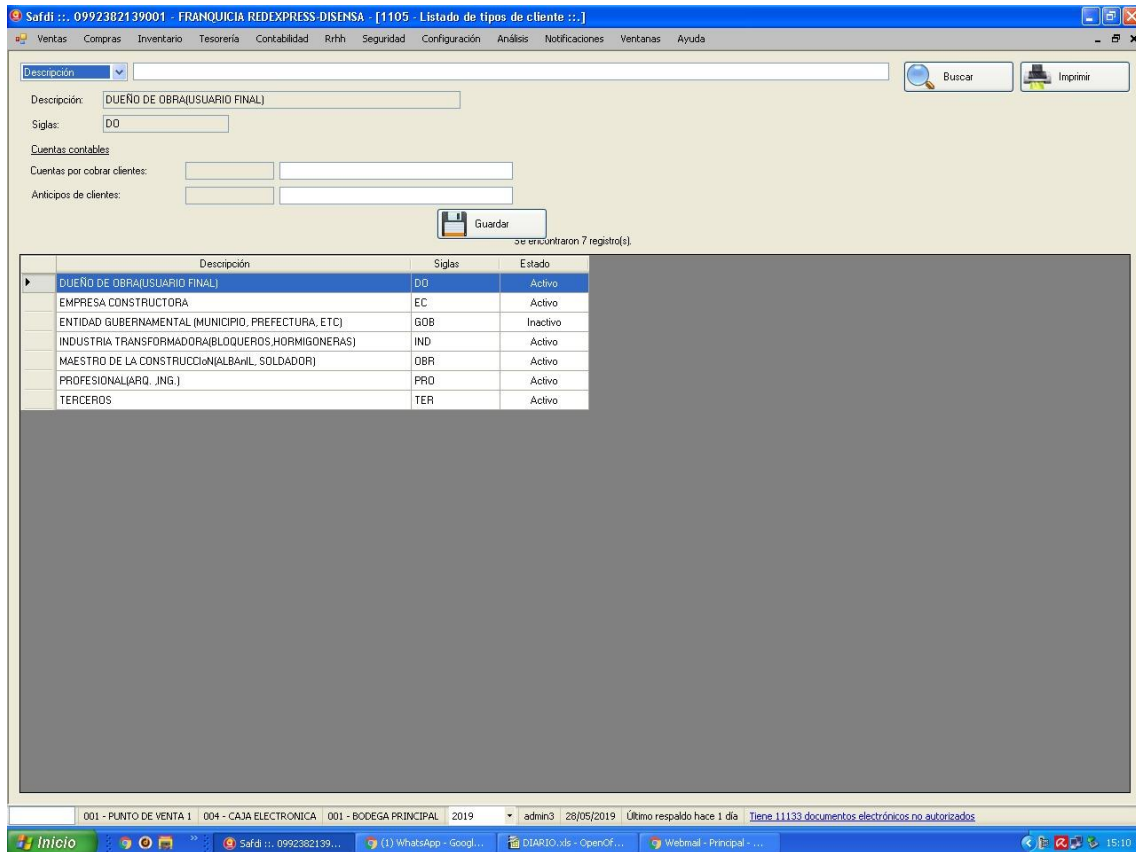 Safdi ::. 0992382139001 - FRANQUICIA REDEXPRESS-DISENSA - [1105 - Listado de tipos de cliente ::.]
Ventas Compras Inventario Tesorería Contabilidad Rrhh Seguridad Configuración Análisis Notificaciones Ventanas Ayuda
Descripción Buscar Imprimir
Descripción: DUEÑO DE OBRA(USUARIO FINAL)
Siglas: DO
Cuentas contables
Cuentas por cobrar clientes:
Anticipos de clientes:
Guardar
Se encontraron 7 registro(s).
Descripción Siglas Estado
DUEÑO DE OBRA(USUARIO FINAL) DO Activo
EMPRESA CONSTRUCTORA EC Activo
ENTIDAD GUBERNAMENTAL (MUNICIPIO, PREFECTURA, ETC) GOB Inactivo
INDUSTRIA TRANSFORMADORA(BLOQUEROS,HORMIGONERAS) IND Activo
MAESTRO DE LA CONSTRUCCIoN(ALBAnIL, SOLDADOR) OBR Activo
PROFESIONAL(ARQ. ,ING.) PRO Activo
TERCEROS TER Activo
001 - PUNTO DE VENTA 1 004 - CAJA ELECTRONICA 001 - BODEGA PRINCIPAL 2019 admin3 28/05/2019 Último respaldo hace 1 día Tiene 11133 documentos electrónicos no autorizados
Inicio Safdi ::. 0992382139... (1) WhatsApp - Googl... DIARIO.xls - OpenOf... Webmail - Principal - ... 15:10